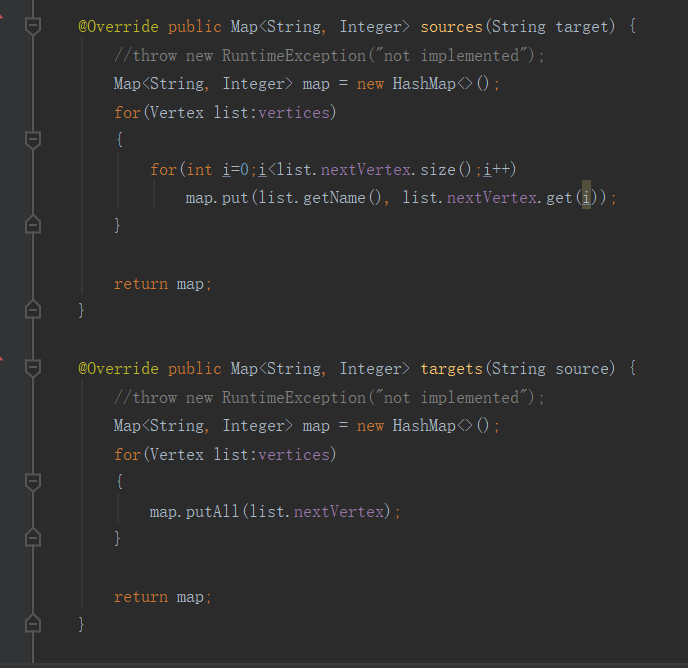 @Override public Map<String, Integer> sources(String target) {
//throw new RuntimeException("not implemented");
Map<String, Integer> map = new HashMap<>();
for(Vertex list:vertices)
{
for(int i=0;i<list.nextVertex.size();i++)
map.put(list.getName(), list.nextVertex.get(i));
}
return map;
}
@Override public Map<String, Integer> targets(String source) {
//throw new RuntimeException("not implemented");
Map<String, Integer> map = new HashMap<>();
for(Vertex list:vertices)
{
map.putAll(list.nextVertex);
}
return map;
}